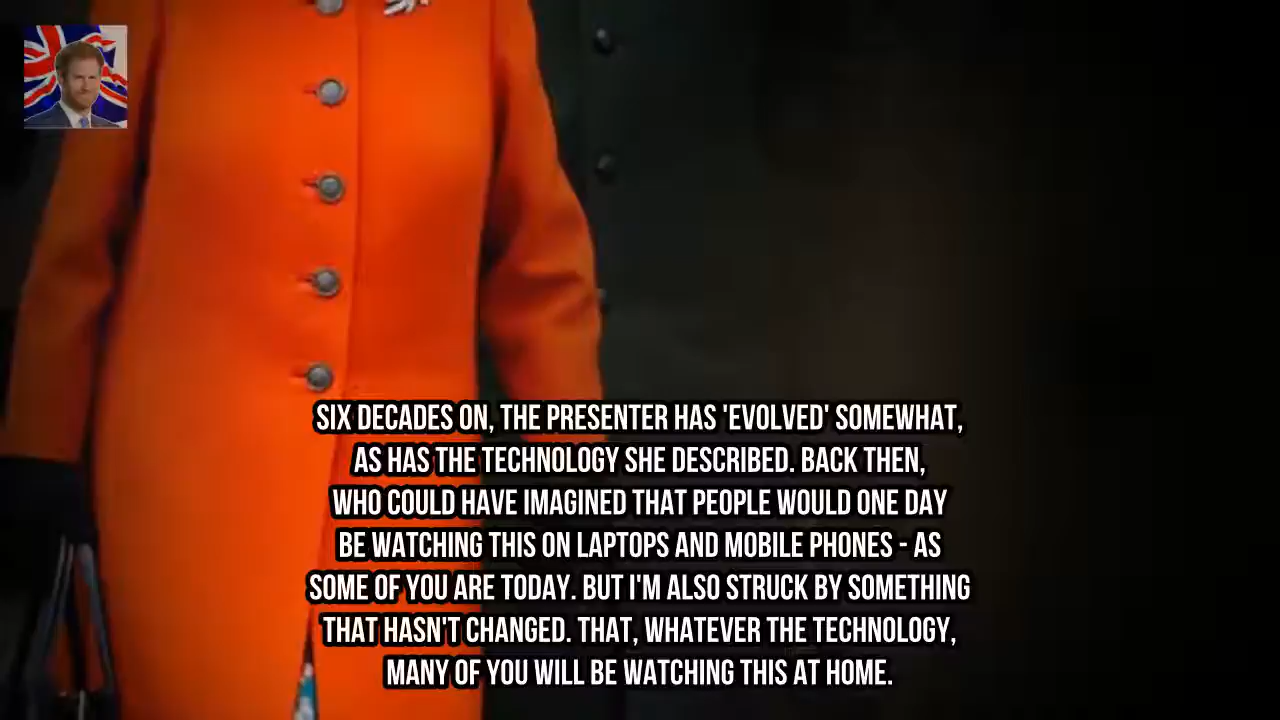 SIX DECADES ON, THE PRESENTER HAS 'EVOLVED' SOMEWHAT,
AS HAS THE TECHNOLOGY SHE DESCRIBED. BACK THEN,
WHO COULD HAVE IMAGINED THAT PEOPLE WOULD ONE DAY
BE WATCHING THIS ON LAPTOPS AND MOBILE PHONES - AS
SOME OF YOU ARE TODAY. BUT I'M ALSO STRUCK BY SOMETHING
THAT HASN'T CHANGED. THAT, WHATEVER THE TECHNOLOGY,
MANY OF YOU WILL BE WATCHING THIS AT HOME.